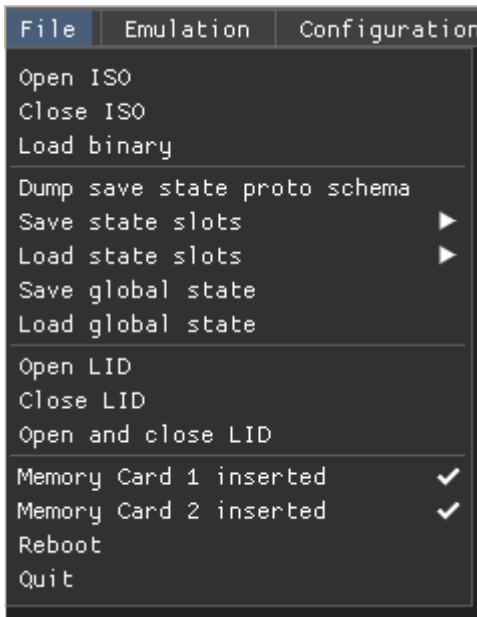 File Emulation Configuration
Open ISO
Close ISO
Load binary
Dump save state proto schema
Save state slots
Load state slots
Save global state
Load global state
Open LID
Close LID
Open and close LID
Memory Card 1 inserted
Memory Card 2 inserted
Reboot
Quit